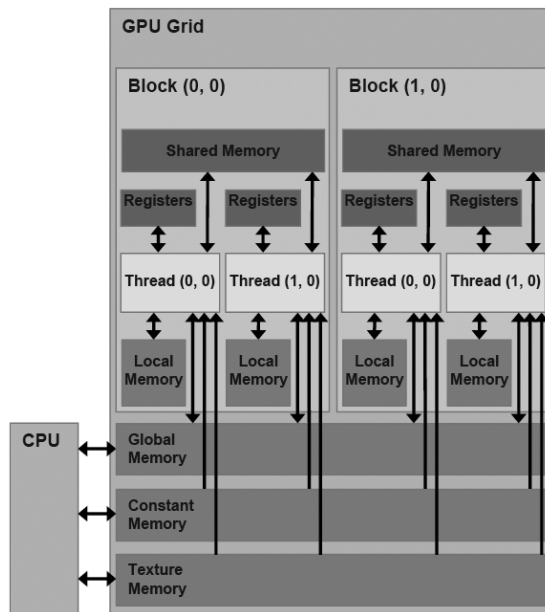 GPU Grid
Block (0, 0)
Block (1, 0)
Shared Memory
Shared Memory
Registers
Registers
Registers
Registers
Thread (0, 0)
Thread (1, 0)
Thread (0, 0)
Thread (1, 0)
Local
Memory
Local
Memory
Local
Memory
Local
Memory
CPU
Global
Memory
Constant
Memory
Texture
Memory